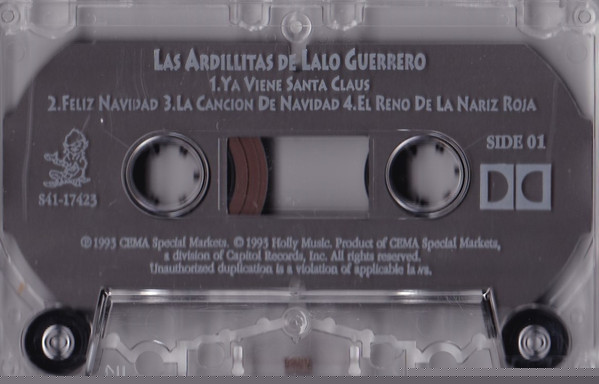 LAS ARDILLITAS DE LALO GUERRERO
1.YA VIENE SANTA CLAUS
2.FELIZ NAVIDAD 3.LA CANCION DE NAVIDAD 4.EL RENO DE LA NARIZ ROJA
SIDE 01
S41-17423
℗1993 CEMA Special Markets. ©1993 Holly Music. Product of CEMA Special Markets,
a division of Capitol Records, Inc. All rights reserved.
Unauthorized duplication is a violation of applicable laws.